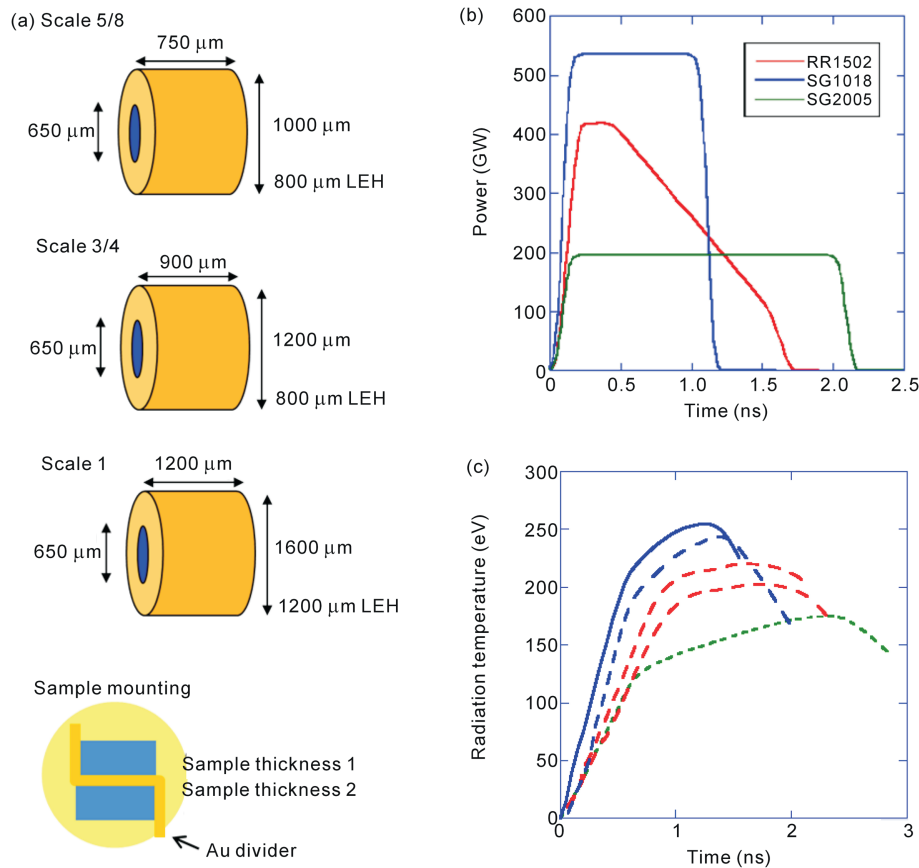 (a) Scale 5/8
750 μm
650 μm
1000 μm
800 μm LEH
Scale 3/4
900 μm
650 μm
1200 μm
800 μm LEH
Scale 1
1200 μm
650 μm
1600 μm
1200 μm LEH
Sample mounting
Sample thickness 1
Sample thickness 2
Au divider
(b)
600
500
400
300
200
100
0
Power (GW)
RR1502
SG1018
SG2005
0 0.5 1.0 1.5 2.0 2.5
Time (ns)
(c)
300
250
200
150
100
50
0
Radiation temperature (eV)
0 1 2 3
Time (ns)